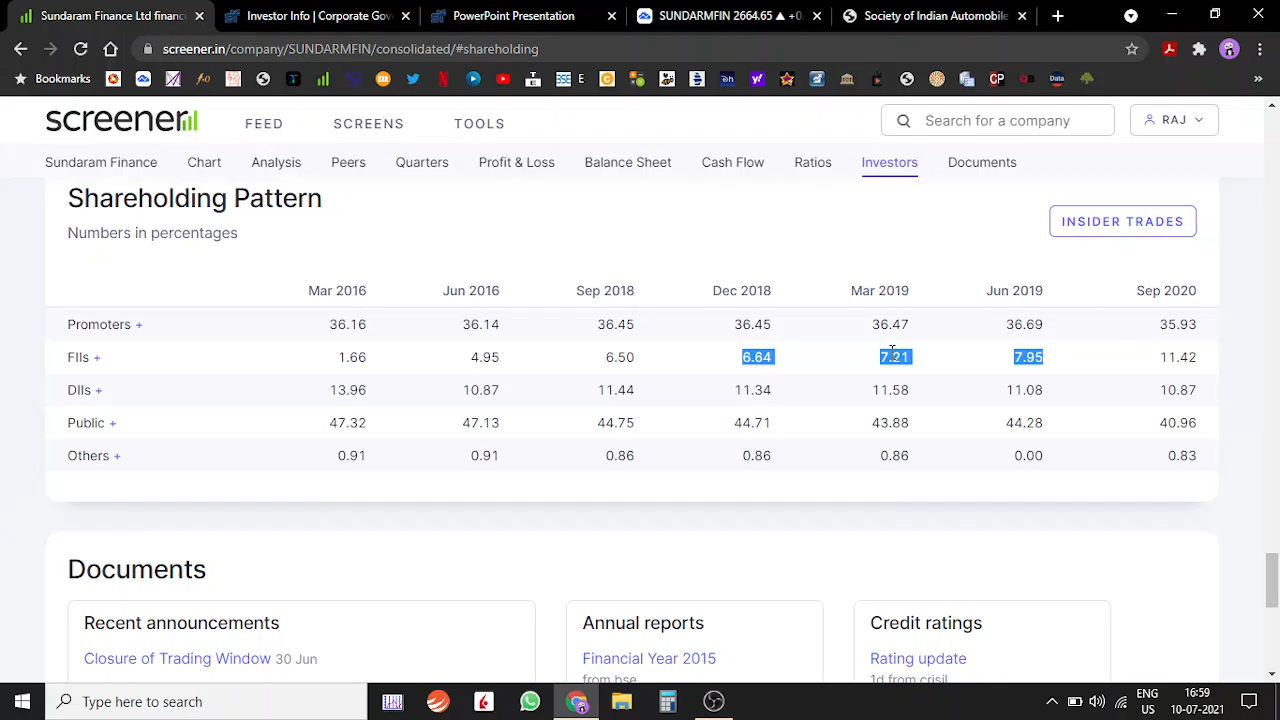 Sundaram Finance Ltd financi
Investor Info | Corporate Gov
PowerPoint Presentation
SUNDARMFIN 2664.65 ▲ +0.
Society of Indian Automobile
screener.in/company/SUNDARMFIN/consolidated/#shareholding
Bookmarks
screener
FEED
SCREENS
TOOLS
Search for a company
RAJ
Sundaram Finance
Chart
Analysis
Peers
Quarters
Profit & Loss
Balance Sheet
Cash Flow
Ratios
Investors
Documents
Shareholding Pattern
Numbers in percentages
INSIDER TRADES
Mar 2016 Jun 2016 Sep 2018 Dec 2018 Mar 2019 Jun 2019 Sep 2020
Promoters + 36.16 36.14 36.45 36.45 36.47 36.69 35.93
FIIs + 1.66 4.95 6.50 6.64 7.21 7.95 11.42
DIIs + 13.96 10.87 11.44 11.34 11.58 11.08 10.87
Public + 47.32 47.13 44.75 44.71 43.88 44.28 40.96
Others + 0.91 0.91 0.86 0.86 0.86 0.00 0.83
Documents
Recent announcements
Closure of Trading Window 30 Jun
Annual reports
Financial Year 2015
from bse
Credit ratings
Rating update
1d from crisil
Type here to search
ENG
US
16:59
10-07-2021